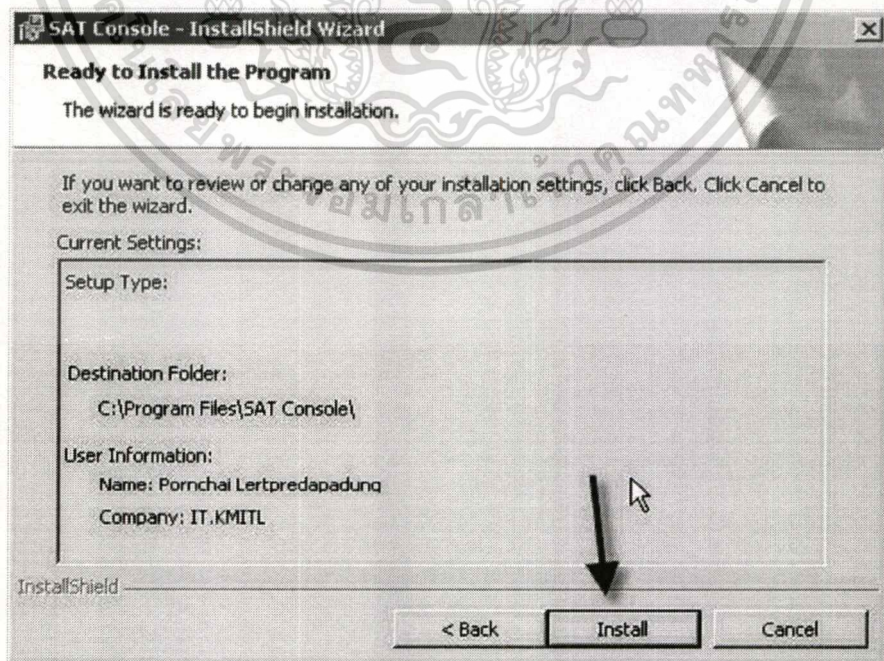 SAT Console - InstallShield Wizard
Ready to Install the Program
The wizard is ready to begin installation.
If you want to review or change any of your installation settings, click Back. Click Cancel to
exit the wizard.
Current Settings:
Setup Type:
Destination Folder:
C:\Program Files\SAT Console\
User Information:
Name: Pornchai Lertpredapadung
Company: IT.KMITL
InstallShield
< Back
Install
Cancel